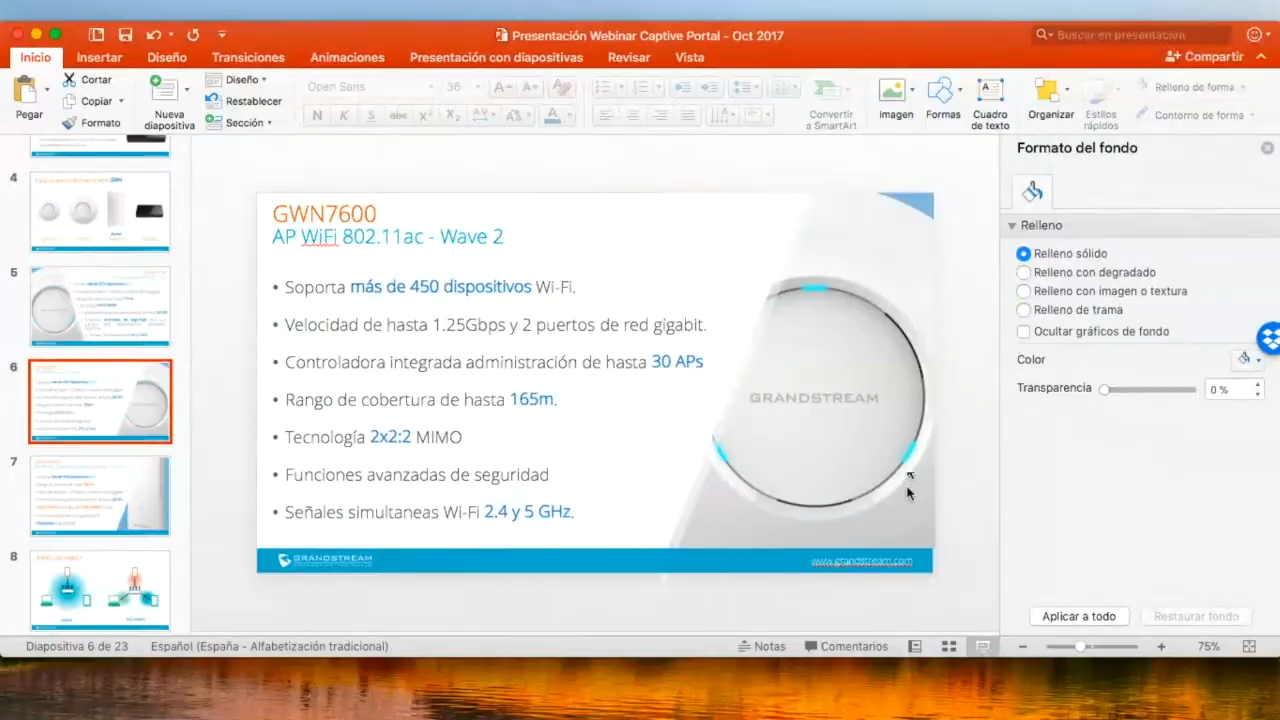 Presentación Webinar Captive Portal - Oct 2017
Buscar en presentación
Inicio
Insertar
Diseño
Transiciones
Animaciones
Presentación con diapositivas
Revisar
Vista
Compartir
Pegar
Cortar
Copiar
Formato
Nueva diapositiva
Diseño
Restablecer
Sección
Open Sans
36
Convertir a SmartArt
Imagen
Formas
Cuadro de texto
Organizar
Estilos rápidos
Relleno de forma
Contorno de forma
4
5
6
7
8
GWN7600
AP WiFi 802.11ac - Wave 2
• Soporta más de 450 dispositivos Wi-Fi.
• Velocidad de hasta 1.25Gbps y 2 puertos de red gigabit.
• Controladora integrada administración de hasta 30 APs
• Rango de cobertura de hasta 165m.
• Tecnología 2x2:2 MIMO
• Funciones avanzadas de seguridad
• Señales simultaneas Wi-Fi 2,4 y 5 GHz.
GRANDSTREAM
GRANDSTREAM
www.grandstream.com
Formato del fondo
Relleno
Relleno sólido
Relleno con degradado
Relleno con imagen o textura
Relleno de trama
Ocultar gráficos de fondo
Color
Transparencia
0 %
Aplicar a todo
Restaurar fondo
Diapositiva 6 de 23
Español (España - Alfabetización tradicional)
Notas
Comentarios
75%